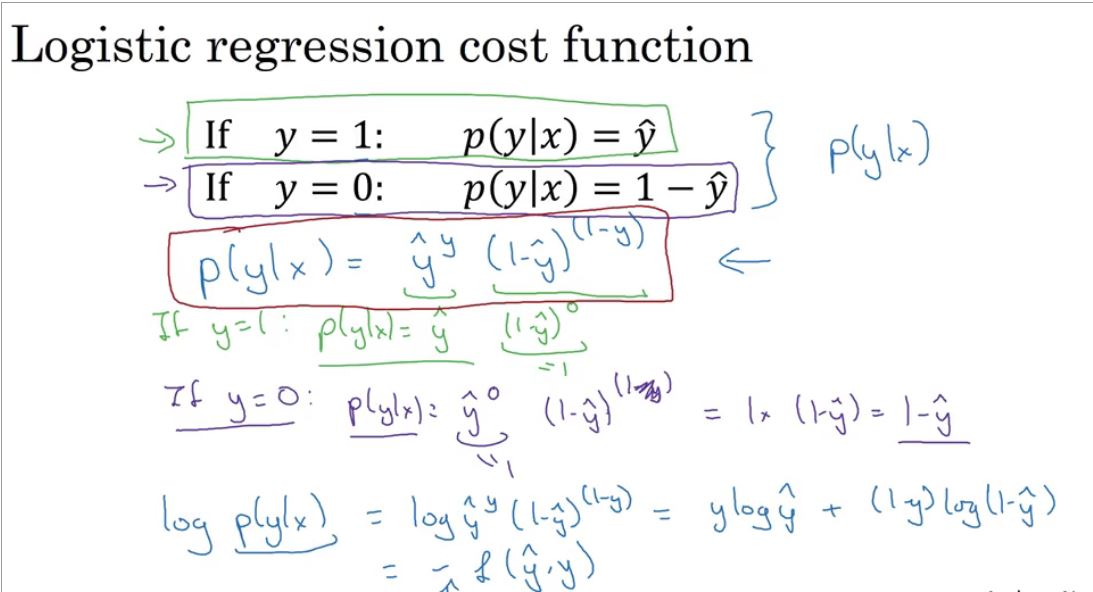 Logistic regression cost function
If y = 1: p(y|x) = ŷ
If y = 0: p(y|x) = 1 − ŷ
p(y|x)
p(y|x) = ŷ^y (1-ŷ)^(1-y)
If y=1: p(y|x) = ŷ (1-ŷ)^0
=1
If y=0: p(y|x) = ŷ^0 (1-ŷ)^(1-y) = 1x (1-ŷ) = 1-ŷ
=1
log p(y|x) = log ŷ^y (1-ŷ)^(1-y) = y log ŷ + (1-y) log(1-ŷ)
= - ℒ(ŷ,y)